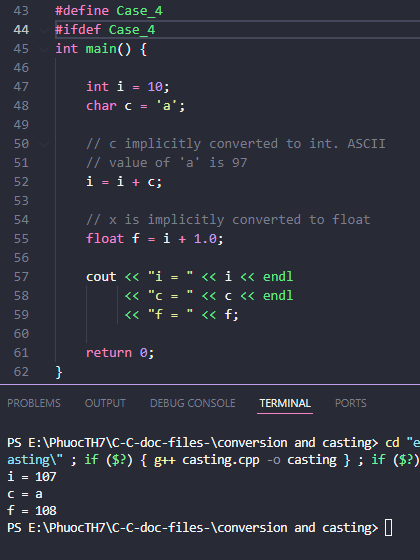 43 #define Case_4
44 #ifdef Case_4
45 int main() {
46
47     int i = 10;
48     char c = 'a';
49
50     // c implicitly converted to int. ASCII
51     // value of 'a' is 97
52     i = i + c;
53
54     // x is implicitly converted to float
55     float f = i + 1.0;
56
57     cout << "i = " << i << endl
58          << "c = " << c << endl
59          << "f = " << f;
60
61     return 0;
62 }
PROBLEMS OUTPUT DEBUG CONSOLE TERMINAL PORTS
PS E:\PhuocTH7\C-C-doc-files-\conversion and casting> cd "e
asting\" ; if ($?) { g++ casting.cpp -o casting } ; if ($?)
i = 107
c = a
f = 108
PS E:\PhuocTH7\C-C-doc-files-\conversion and casting>